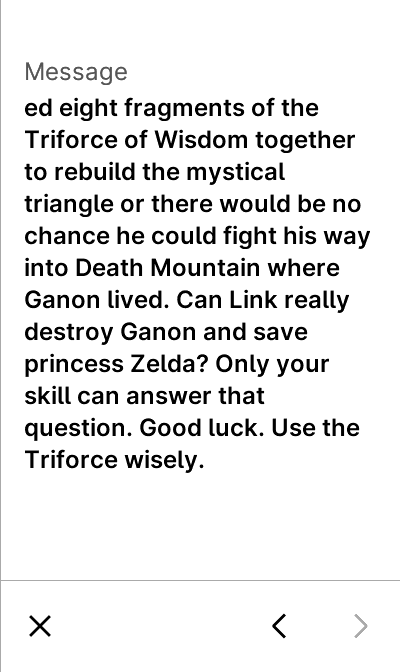 Message
ed eight fragments of the
Triforce of Wisdom together
to rebuild the mystical
triangle or there would be no
chance he could fight his way
into Death Mountain where
Ganon lived. Can Link really
destroy Ganon and save
princess Zelda? Only your
skill can answer that
question. Good luck. Use the
Triforce wisely.